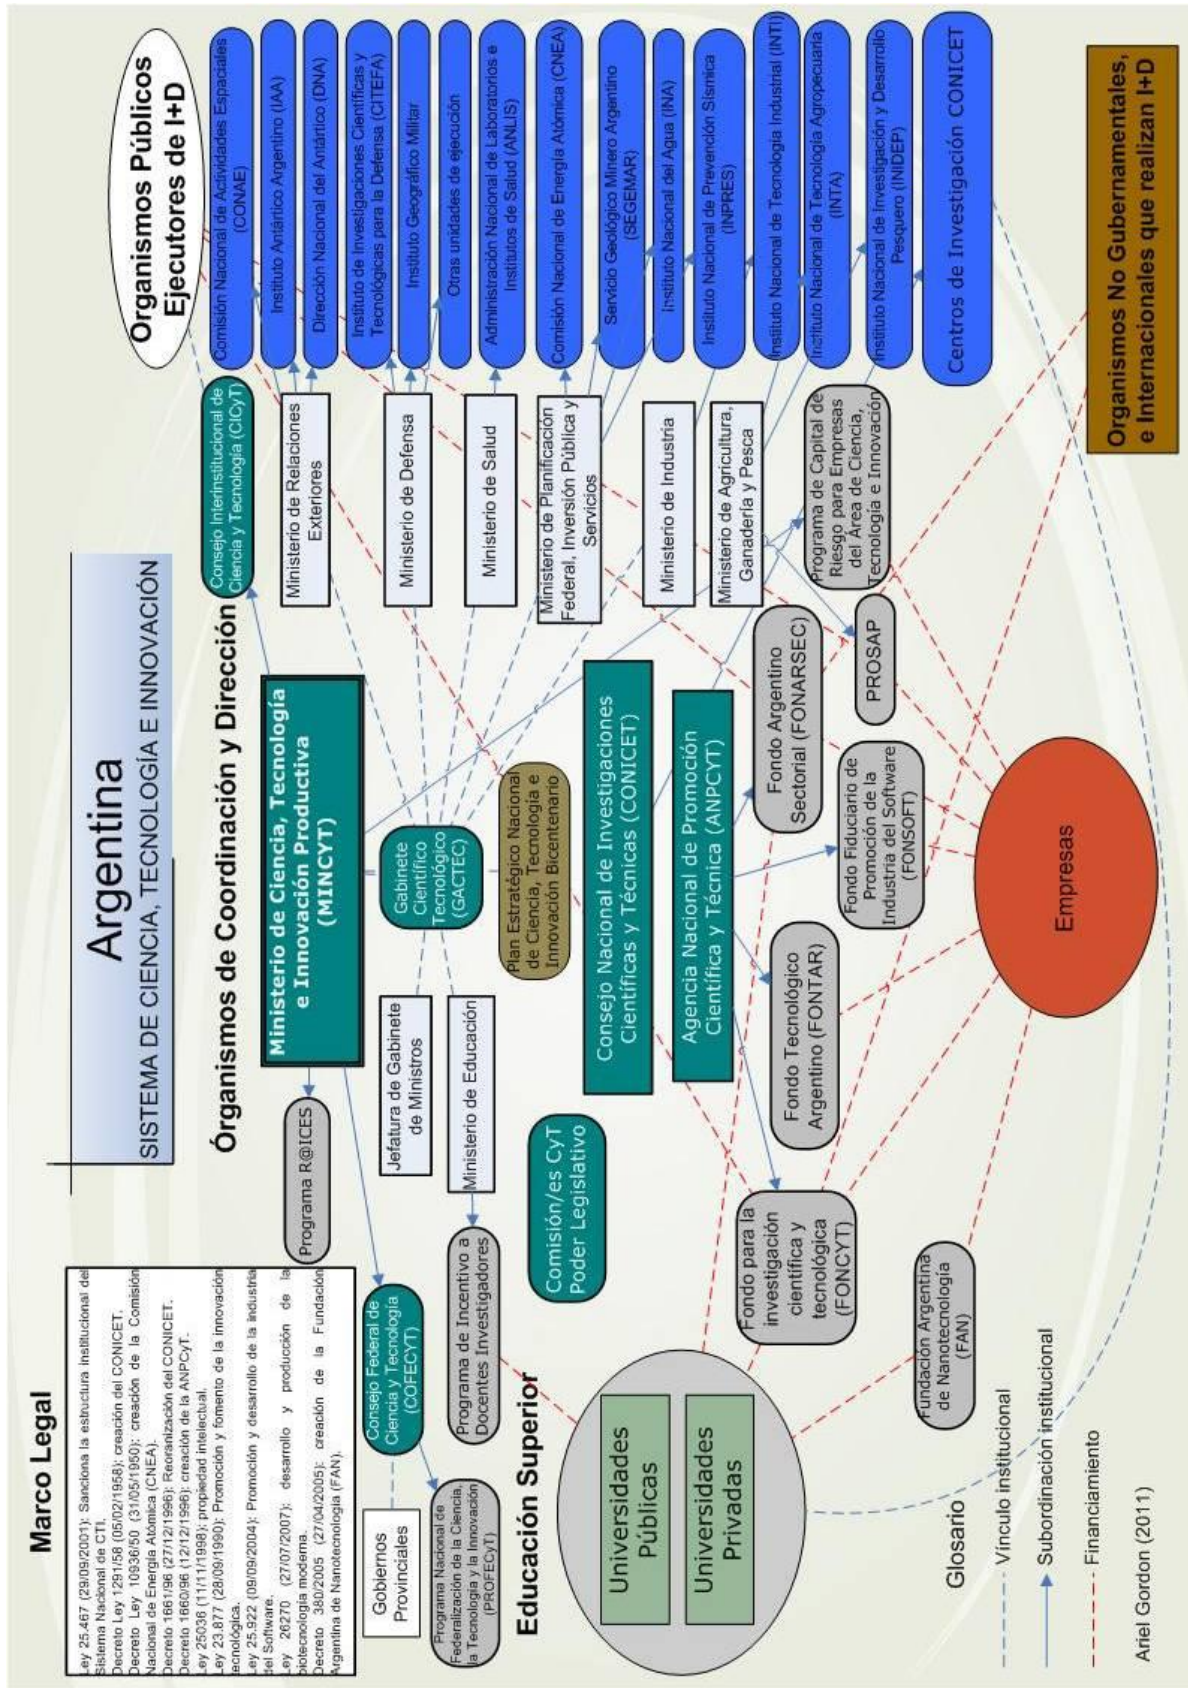 Argentina
SISTEMA DE CIENCIA, TECNOLOGÍA E INNOVACIÓN
Marco Legal
Ley 25.467 (29/09/2001): Sanciona la estructura institucional del
Sistema Nacional de CTI.
Decreto Ley 1291/58 (05/02/1958): creación del CONICET.
Decreto Ley 10936/50 (31/05/1950): creación de la Comisión
Nacional de Energía Atómica (CNEA).
Decreto 1661/96 (27/12/1996): Reorganización del CONICET.
Decreto 1660/96 (12/12/1996): creación de la ANPCyT.
Ley 25036 (11/11/1998): propiedad intelectual.
Ley 23.877 (28/09/1990): Promoción y fomento de la innovación
tecnológica.
Ley 25.922 (09/09/2004): Promoción y desarrollo de la industria
del Software.
Ley 26270 (27/07/2007): desarrollo y producción de la
biotecnología moderna.
Decreto 380/2005 (27/04/2005): creación de la Fundación
Argentina de Nanotecnología (FAN).
Órganismos de Coordinación y Dirección
Organismos Públicos
Ejecutores de I+D
Programa R@ICES
Ministerio de Ciencia, Tecnología
e Innovación Productiva
(MINCYT)
Consejo Interinstitucional de
Ciencia y Tecnología (CICyT)
Consejo Federal de
Ciencia y Tecnología
(COFECYT)
Gobiernos
Provinciales
Programa Nacional de
Federalización de la Ciencia,
la Tecnología y la Innovación
(PROFECyT)
Jefatura de Gabinete
de Ministros
Ministerio de Educación
Programa de Incentivo a
Docentes Investigadores
Gabinete
Científico
Tecnológico
(GACTEC)
Plan Estratégico Nacional
de Ciencia, Tecnología e
Innovación Bicentenario
Comisión/es CyT
Poder Legislativo
Consejo Nacional de Investigaciones
Científicas y Técnicas (CONICET)
Agencia Nacional de Promoción
Científica y Técnica (ANPCYT)
Ministerio de Relaciones
Exteriores
Ministerio de Defensa
Ministerio de Salud
Ministerio de Planificación
Federal, Inversión Pública y
Servicios
Ministerio de Industria
Ministerio de Agricultura,
Ganadería y Pesca
Comisión Nacional de Actividades Espaciales
(CONAE)
Instituto Antártico Argentino (IAA)
Dirección Nacional del Antártico (DNA)
Instituto de Investigaciones Científicas y
Tecnológicas para la Defensa (CITEFA)
Instituto Geográfico Militar
Otras unidades de ejecución
Administración Nacional de Laboratorios e
Institutos de Salud (ANLIS)
Comisión Nacional de Energía Atómica (CNEA)
Servicio Geológico Minero Argentino
(SEGEMAR)
Instituto Nacional del Agua (INA)
Instituto Nacional de Prevención Sísmica
(INPRES)
Instituto Nacional de Tecnología Industrial (INTI)
Instituto Nacional de Tecnología Agropecuaria
(INTA)
Instituto Nacional de Investigación y Desarrollo
Pesquero (INIDEP)
Centros de Investigación CONICET
Educación Superior
Universidades
Públicas
Universidades
Privadas
Fondo para la
investigación
científica y
tecnológica
(FONCYT)
Fondo Tecnológico
Argentino (FONTAR)
Fondo Argentino
Sectorial (FONARSEC)
Fondo Fiduciario de
Promoción de la
Industria del Software
(FONSOFT)
PROSAP
Programa de Capital de
Riesgo para Empresas
del Área de Ciencia,
Tecnología e Innovación
Fundación Argentina
de Nanotecnología
(FAN)
Empresas
Organismos No Gubernamentales,
e Internacionales que realizan I+D
Glosario
Vínculo institucional
Subordinación institucional
Financiamiento
Ariel Gordon (2011)